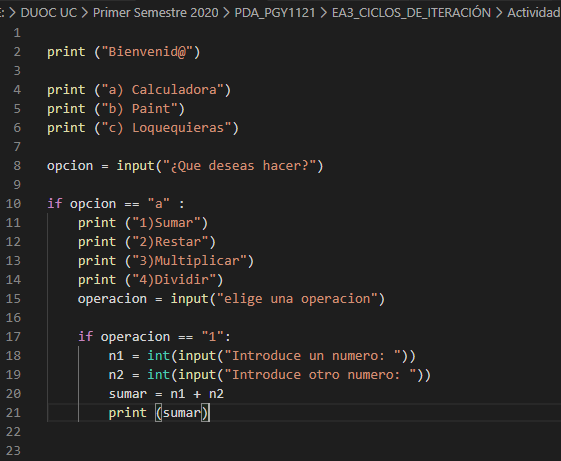 E: > DUOC UC > Primer Semestre 2020 > PDA_PGY1121 > EA3_CICLOS_DE_ITERACIÓN > Actividad
1
2 print ("Bienvenid@")
3
4 print ("a) Calculadora")
5 print ("b) Paint")
6 print ("c) Loquequieras")
7
8 opcion = input("¿Que deseas hacer?")
9
10 if opcion == "a" :
11     print ("1)Sumar")
12     print ("2)Restar")
13     print ("3)Multiplicar")
14     print ("4)Dividir")
15     operacion = input("elige una operacion")
16
17     if operacion == "1":
18         n1 = int(input("Introduce un numero: "))
19         n2 = int(input("Introduce otro numero: "))
20         sumar = n1 + n2
21         print (sumar)
22
23